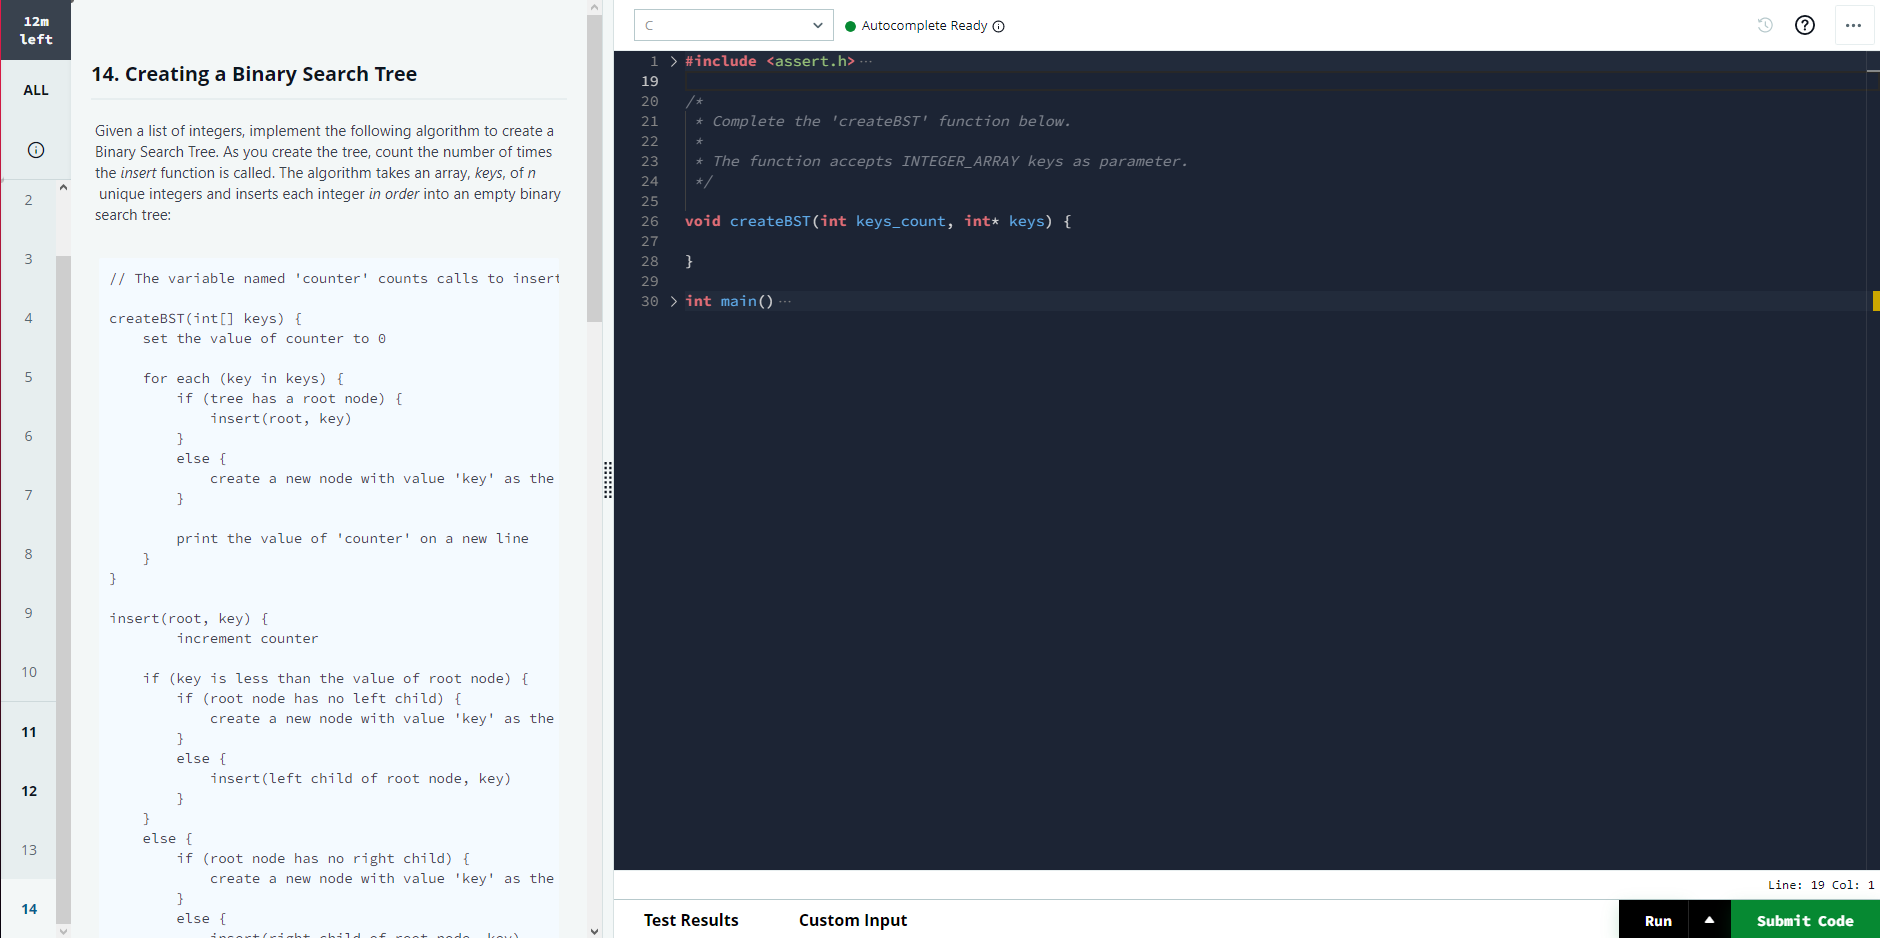 12m
left
ALL
2
3
4
5
6
7
8
9
10
11
12
13
14
14. Creating a Binary Search Tree
Given a list of integers, implement the following algorithm to create a
Binary Search Tree. As you create the tree, count the number of times
the insert function is called. The algorithm takes an array, keys, of n
unique integers and inserts each integer in order into an empty binary
search tree:
// The variable named 'counter' counts calls to insert
createBST(int[] keys) {
set the value of counter to 0
for each (key in keys) {
if (tree has a root node) {
insert(root, key)
}
else {
create a new node with value 'key' as the
}
print the value of 'counter' on a new line
}
}
insert(root, key) {
increment counter
if (key is less than the value of root node) {
if (root node has no left child) {
create a new node with value 'key' as the
}
else {
insert(left child of root node, key)
}
}
else {
if (root node has no right child) {
create a new node with value 'key' as the
}
else {
insert(right child of root node, key)
C
Autocomplete Ready
1 #include <assert.h> ···
19
20 /*
21 * Complete the 'createBST' function below.
22 *
23 * The function accepts INTEGER_ARRAY keys as parameter.
24 */
25
26 void createBST(int keys_count, int* keys) {
27
28 }
29
30 int main() ···
Line: 19 Col: 1
Test Results
Custom Input
Run
Submit Code